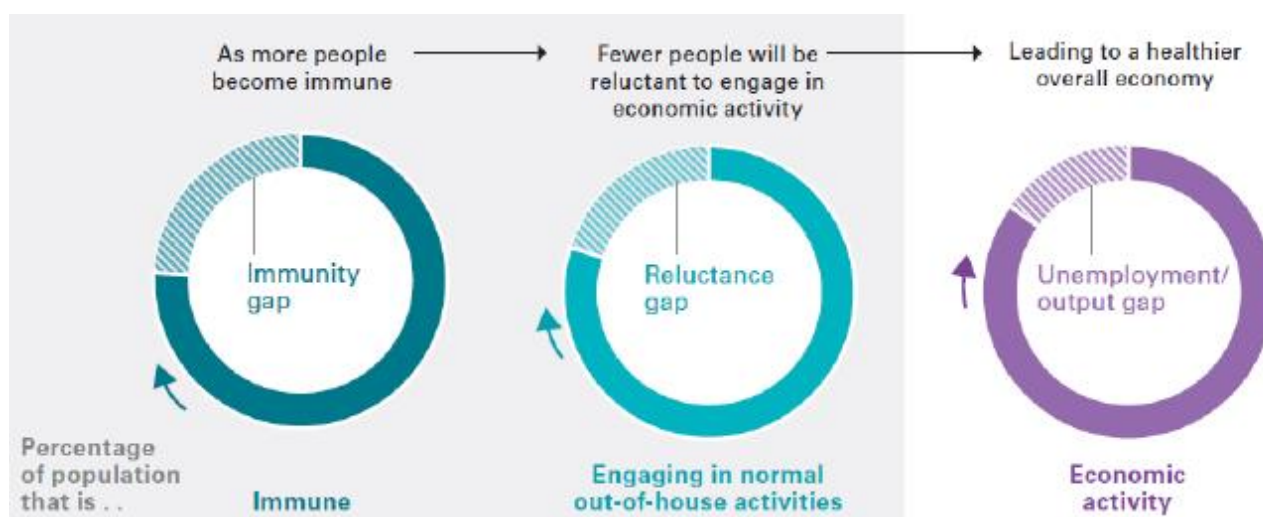 As more people
become immune
Fewer people will be
reluctant to engage in
economic activity
Leading to a healthier
overall economy
Immunity
gap
Reluctance
gap
Unemployment/
output gap
Percentage
of population
that is . .
Immune
Engaging in normal
out-of-house activities
Economic
activity